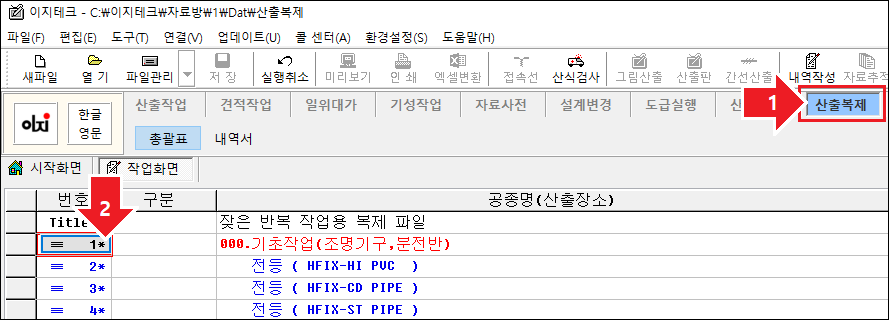 이지테크 - C:₩이지테크₩자료방₩1₩Dat₩산출복제
파일(F) 편집(E) 도구(T) 연결(V) 업데이트(U) 콜 센터(A) 환경설정(S) 도움말(H)
새파일 열 기 파일관리 저 장 실행취소 미리보기 인 쇄 엑셀변환 접속선 산식검사 그림산출 산출판 간선산출 내역작성 자료추적
이지 한글 산출작업 견적작업 일위대가 기성작업 자료사전 설계변경 도급실행 산 1 산출복제
영문 총괄표 내역서
시작화면 작업화면
번호 구분 공종명(산출장소)
2
Title 잦은 반복 작업용 복제 파일
1* 000.기초작업(조명기구,분전반)
2* 전등 ( HFIX-HI PVC )
3* 전등 ( HFIX-CD PIPE )
4* 전등 ( HFIX-ST PIPE )